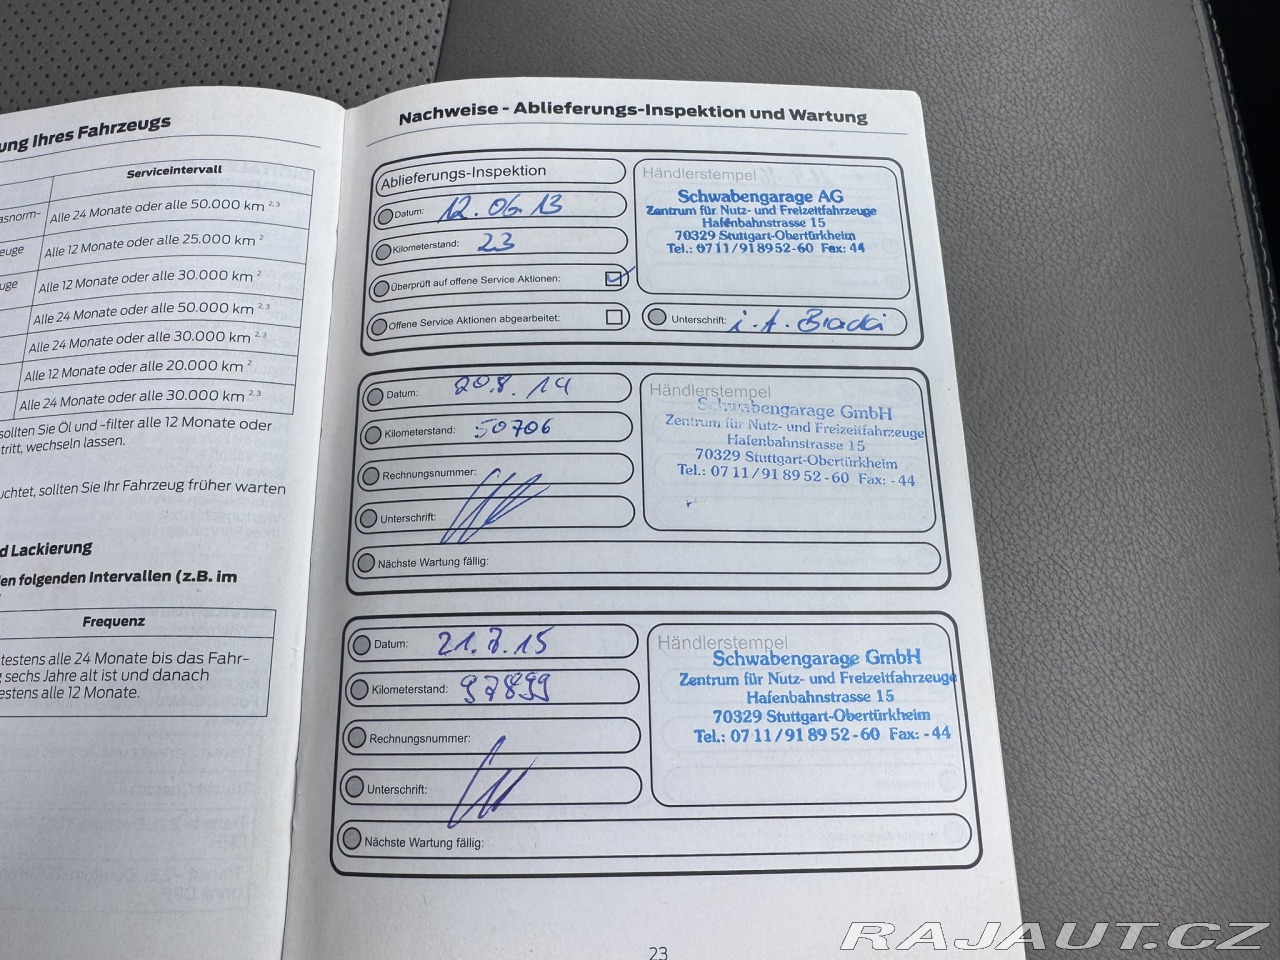 ung Ihres Fahrzeugs
Serviceintervall
asnorm-
Alle 24 Monate oder alle 50.000 km 2,3
euge
Alle 12 Monate oder alle 25.000 km 2
uge
Alle 12 Monate oder alle 30.000 km 2
Alle 24 Monate oder alle 50.000 km 2,3
Alle 24 Monate oder alle 30.000 km 2,3
Alle 12 Monate oder alle 20.000 km 2
Alle 24 Monate oder alle 30.000 km 2,3
sollten Sie Öl und -filter alle 12 Monate oder
tritt, wechseln lassen.
uchtet, sollten Sie Ihr Fahrzeug früher warten
d Lackierung
len folgenden Intervallen (z.B. im
Frequenz
testens alle 24 Monate bis das Fahr-
g sechs Jahre alt ist und danach
estens alle 12 Monate.
Nachweise - Ablieferungs-Inspektion und Wartung
Ablieferungs-Inspektion
Datum: 12.06.13
Kilometerstand: 23
Überprüft auf offene Service Aktionen:
Offene Service Aktionen abgearbeitet:
Händlerstempel
Schwabengarage AG
Zentrum für Nutz- und Freizeitfahrzeuge
Hafenbahnstrasse 15
70329 Stuttgart-Obertürkheim
Tel.: 0711/918952-60 Fax: 44
Unterschrift: i. A.
Datum: 20.8.14
Kilometerstand: 50706
Rechnungsnummer:
Unterschrift:
Nächste Wartung fällig:
Händlerstempel
Schwabengarage GmbH
Zentrum für Nutz- und Freizeitfahrzeuge
Hafenbahnstrasse 15
70329 Stuttgart-Obertürkheim
Tel.: 07 11/91 89 52-60 Fax: -44
Datum: 21.7.15
Kilometerstand: 97899
Rechnungsnummer:
Unterschrift:
Nächste Wartung fällig:
Händlerstempel
Schwabengarage GmbH
Zentrum für Nutz- und Freizeitfahrzeuge
Hafenbahnstrasse 15
70329 Stuttgart-Obertürkheim
Tel.: 07 11/91 89 52-60 Fax: -44
23
RAJAUT.CZ